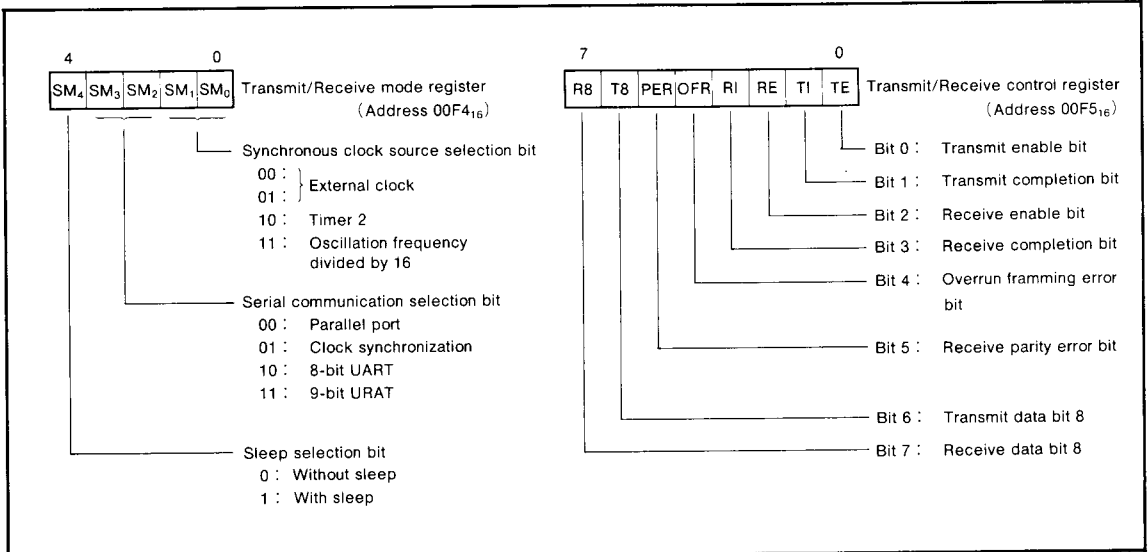 4 0
SM₄ SM₃ SM₂ SM₁ SM₀ Transmit/Receive mode register
(Address 00F4₁₆)
Synchronous clock source selection bit
00 :
01 :
External clock
10 : Timer 2
11 : Oscillation frequency
divided by 16
Serial communication selection bit
00 : Parallel port
01 : Clock synchronization
10 : 8-bit UART
11 : 9-bit URAT
Sleep selection bit
0 : Without sleep
1 : With sleep
7 0
R8 T8 PER OFR RI RE TI TE Transmit/Receive control register
(Address 00F5₁₆)
Bit 0 : Transmit enable bit
Bit 1 : Transmit completion bit
Bit 2 : Receive enable bit
Bit 3 : Receive completion bit
Bit 4 : Overrun framming error
bit
Bit 5 : Receive parity error bit
Bit 6 : Transmit data bit 8
Bit 7 : Receive data bit 8